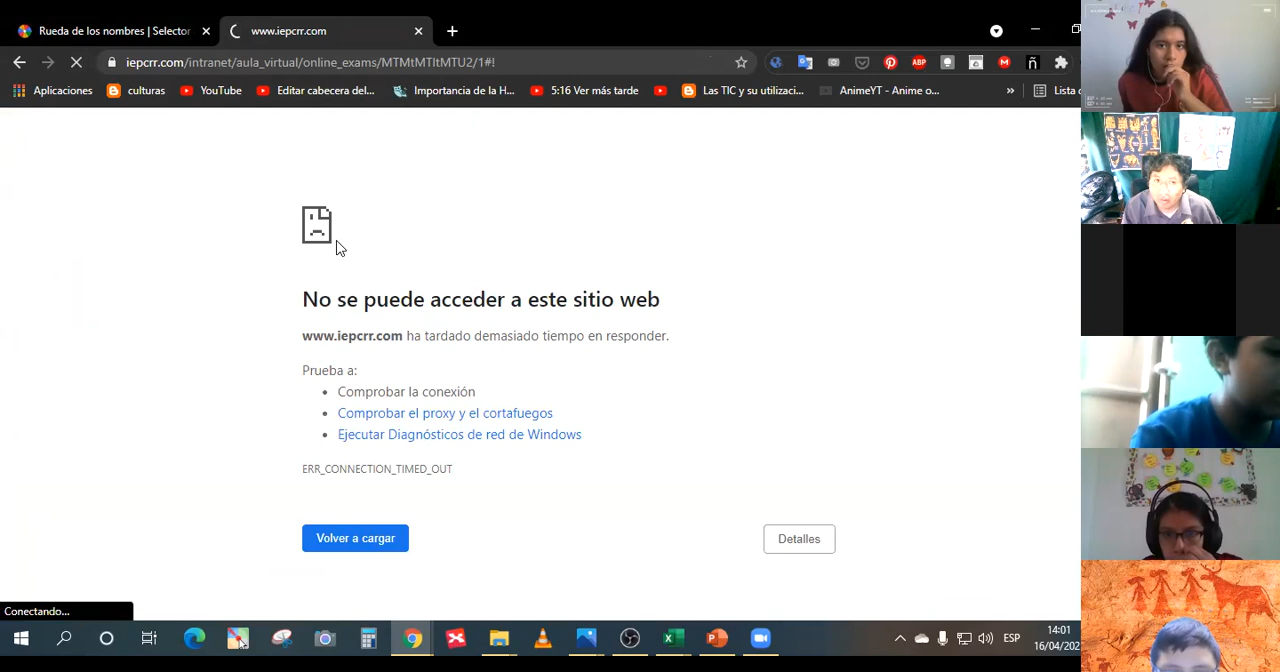 Rueda de los nombres | Selector
www.iepcrr.com
iepcrr.com/intranet/aula_virtual/online_exams/MTMtMTItMTU2/1#!
Aplicaciones culturas YouTube Editar cabecera del... Importancia de la H... 5:16 Ver más tarde Las TIC y su utilizaci... AnimeYT - Anime o... » Lista
No se puede acceder a este sitio web
www.iepcrr.com ha tardado demasiado tiempo en responder.
Prueba a:
• Comprobar la conexión
• Comprobar el proxy y el cortafuegos
• Ejecutar Diagnósticos de red de Windows
ERR_CONNECTION_TIMED_OUT
Volver a cargar
Detalles
Conectando...
ESP
14:01
16/04/202